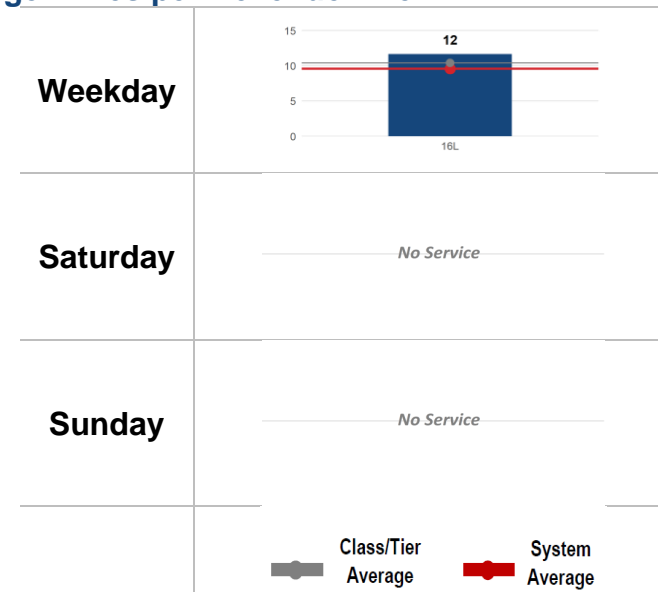 Weekday
15
10
5
0
12
16L
Saturday
No Service
Sunday
No Service
Class/Tier
Average
System
Average